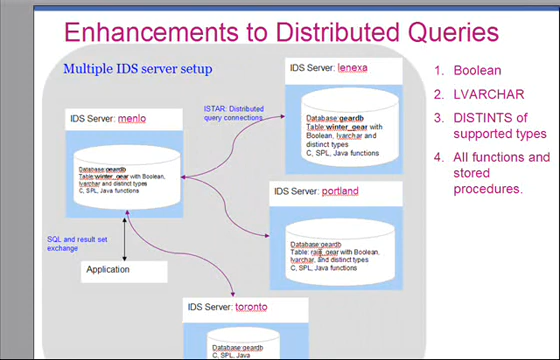 Enhancements to Distributed Queries
Multiple IDS server setup
IDS Server: menlo
Database:geardb
Table:winter_gear with
Boolean,
lvarchar and distinct types
C, SPL, Java functions
ISTAR: Distributed
query connections
IDS Server: lenexa
Database geardb
Table: winter_gear with
Boolean, lvarchar and
distinct types
C, SPL, Java functions
IDS Server: portland
Database:geardb
Table: rain_gear with Boolean,
lvarchar, and distinct types
C, SPL, Java functions
SQL and result set
exchange
Application
IDS Server: toronto
Database:geardb
C, SPL, Java
1. Boolean
2. LVARCHAR
3. DISTINTS of
supported types
4. All functions and
stored
procedures.